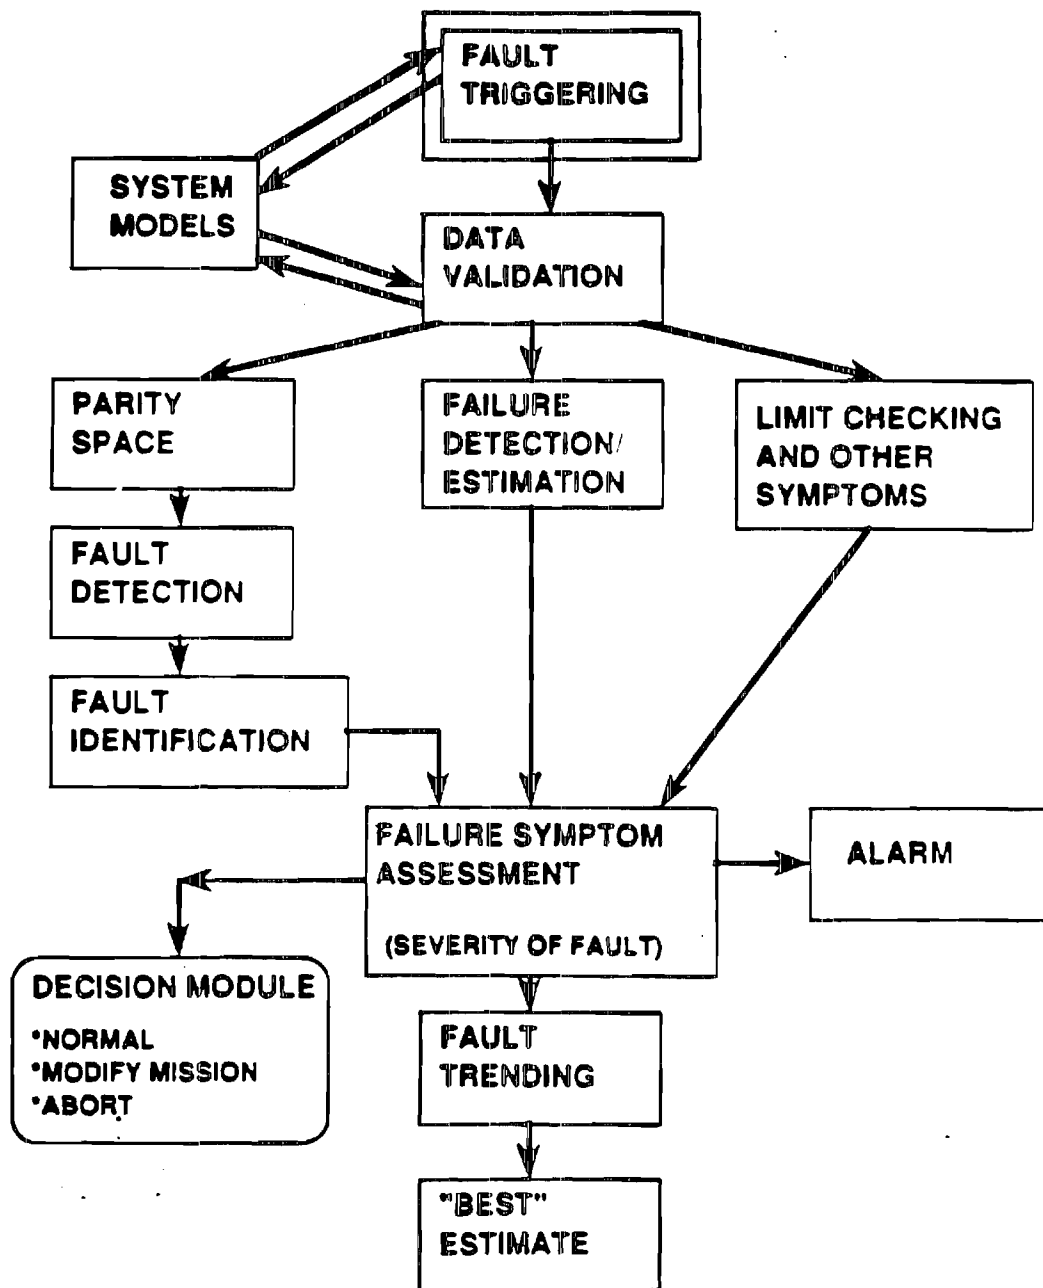 FAULT
TRIGGERING
SYSTEM
MODELS
DATA
VALIDATION
PARITY
SPACE
FAILURE
DETECTION/
ESTIMATION
LIMIT CHECKING
AND OTHER
SYMPTOMS
FAULT
DETECTION
FAULT
IDENTIFICATION
FAILURE SYMPTOM
ASSESSMENT
(SEVERITY OF FAULT)
ALARM
DECISION MODULE
*NORMAL
*MODIFY MISSION
*ABORT
FAULT
TRENDING
"BEST"
ESTIMATE